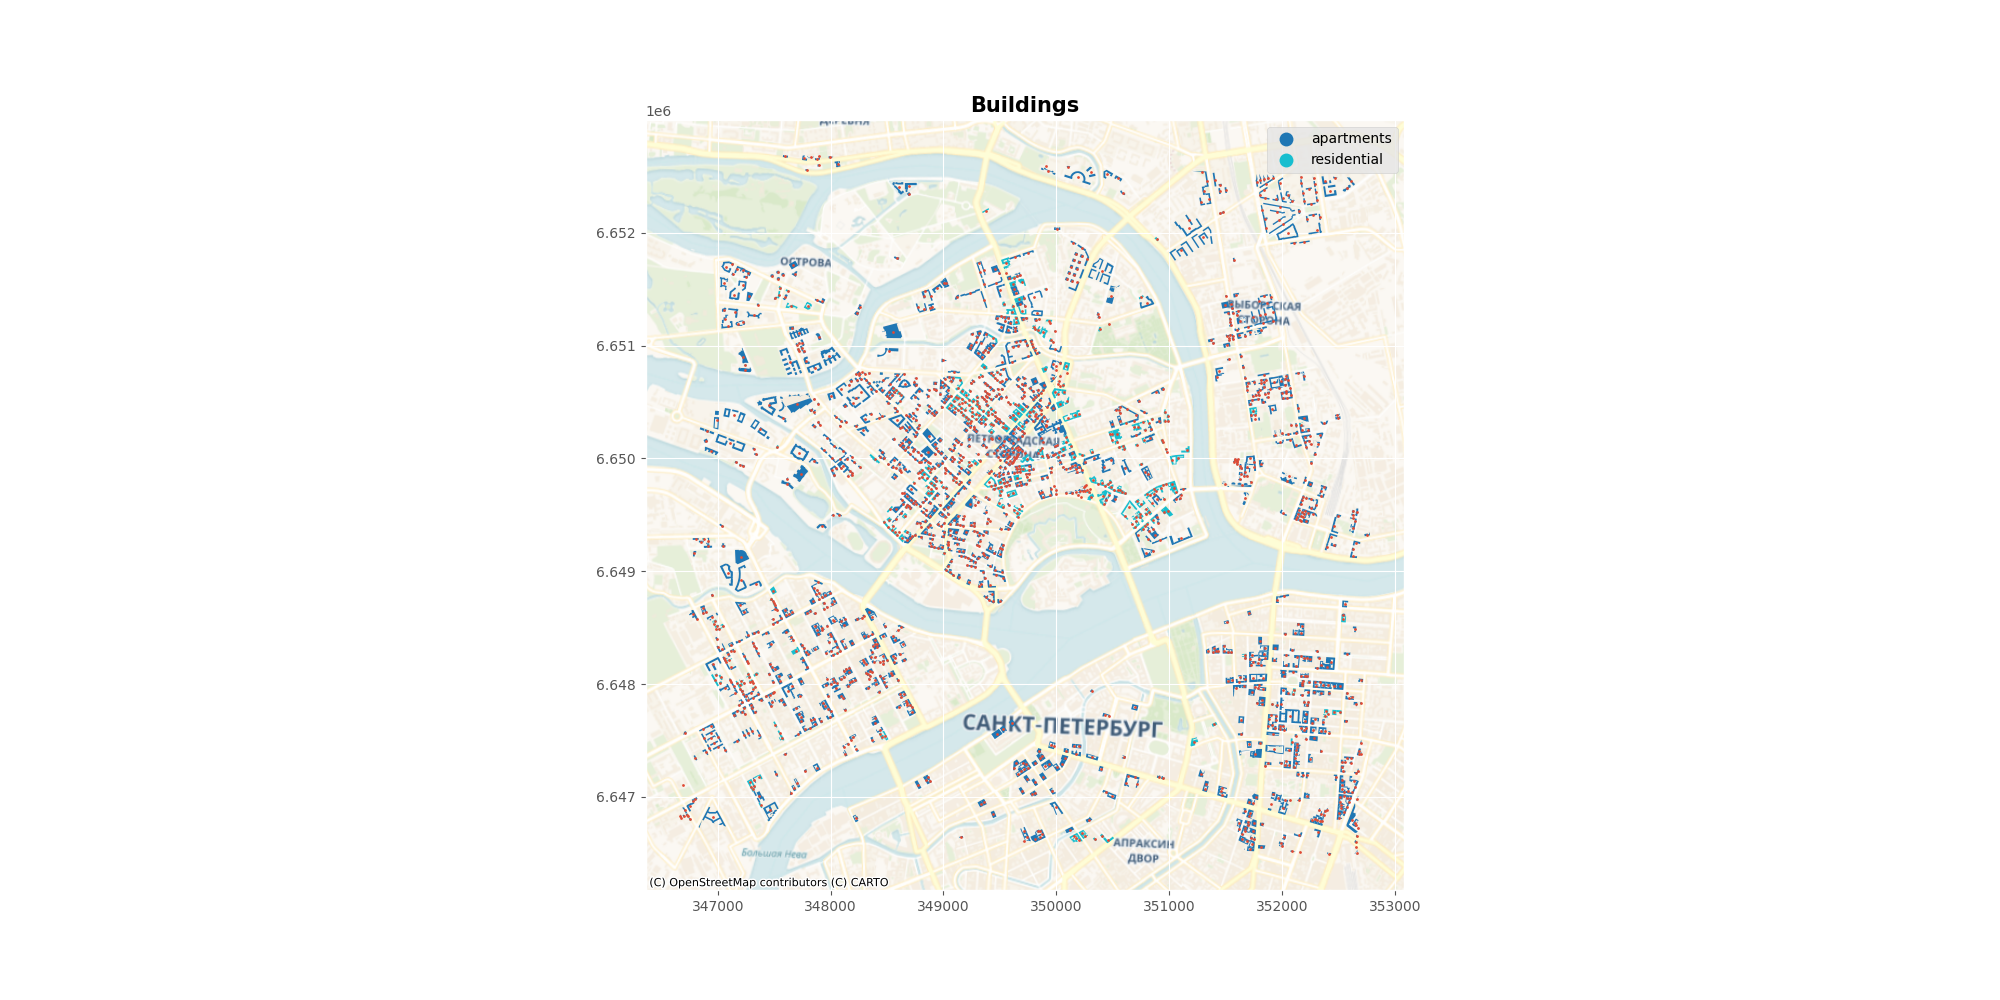 Buildings
1e6
ДЕРЕВНЯ
apartments
residential
6.652
ОСТРОВА
ВЫБОРГСКАЯ
СТОРОНА
6.651
ПЕТРОГРАДСКАЯ
СТОРОНА
6.650
6.649
6.648
САНКТ-ПЕТЕРБУРГ
6.647
АПРАКСИН
ДВОР
Большая Нева
(C) OpenStreetMap contributors (C) CARTO
347000 348000 349000 350000 351000 352000 353000